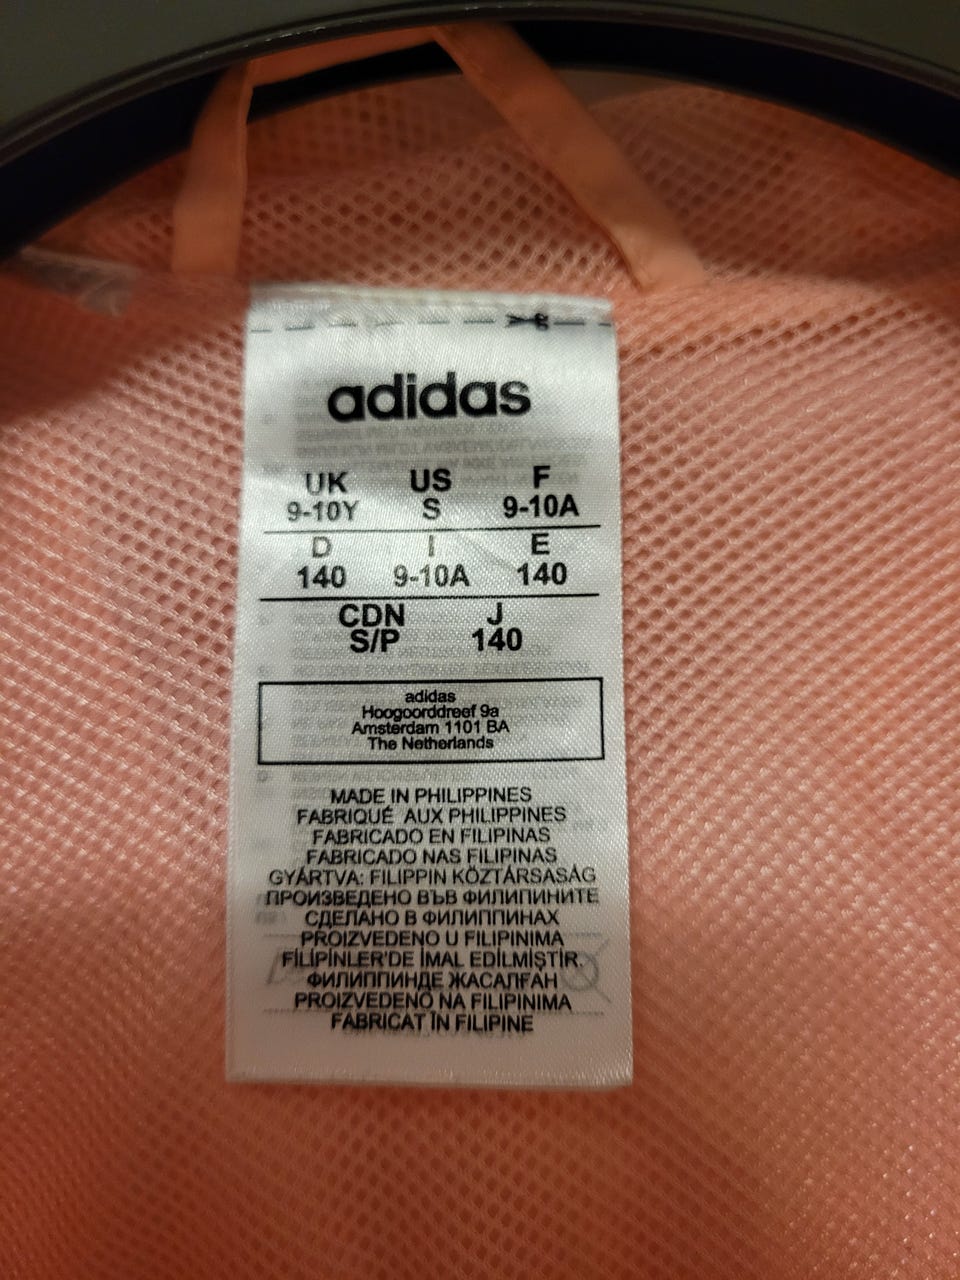 adidas
UK US F
9-10Y S 9-10A
D I E
140 9-10A 140
CDN J
S/P 140
adidas
Hoogoorddreef 9a
Amsterdam 1101 BA
The Netherlands
MADE IN PHILIPPINES
FABRIQUÉ AUX PHILIPPINES
FABRICADO EN FILIPINAS
FABRICADO NAS FILIPINAS
GYÁRTVA: FILIPPIN KÖZTÁRSASÁG
ПРОИЗВЕДЕНО ВЪВ ФИЛИПИНИТЕ
СДЕЛАНО В ФИЛИППИНАХ
PROIZVEDENO U FILIPINIMA
FİLİPİNLER'DE İMAL EDİLMİŞTİR.
ФИЛИППИНДЕ ЖАСАЛҒАН
PROIZVEDENO NA FILIPINIMA
FABRICAT ÎN FILIPINE